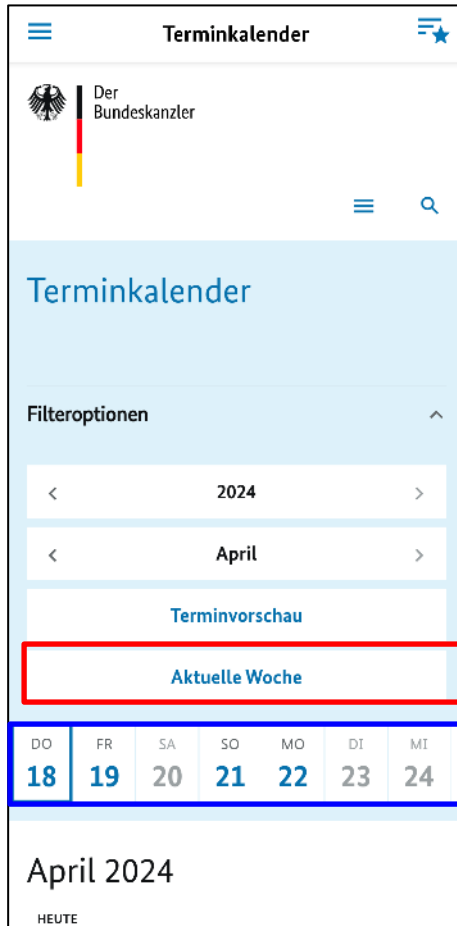 Terminkalender
Der
Bundeskanzler
Terminkalender
Filteroptionen
2024
April
Terminvorschau
Aktuelle Woche
DO FR SA SO MO DI MI
18 19 20 21 22 23 24
April 2024
HEUTE